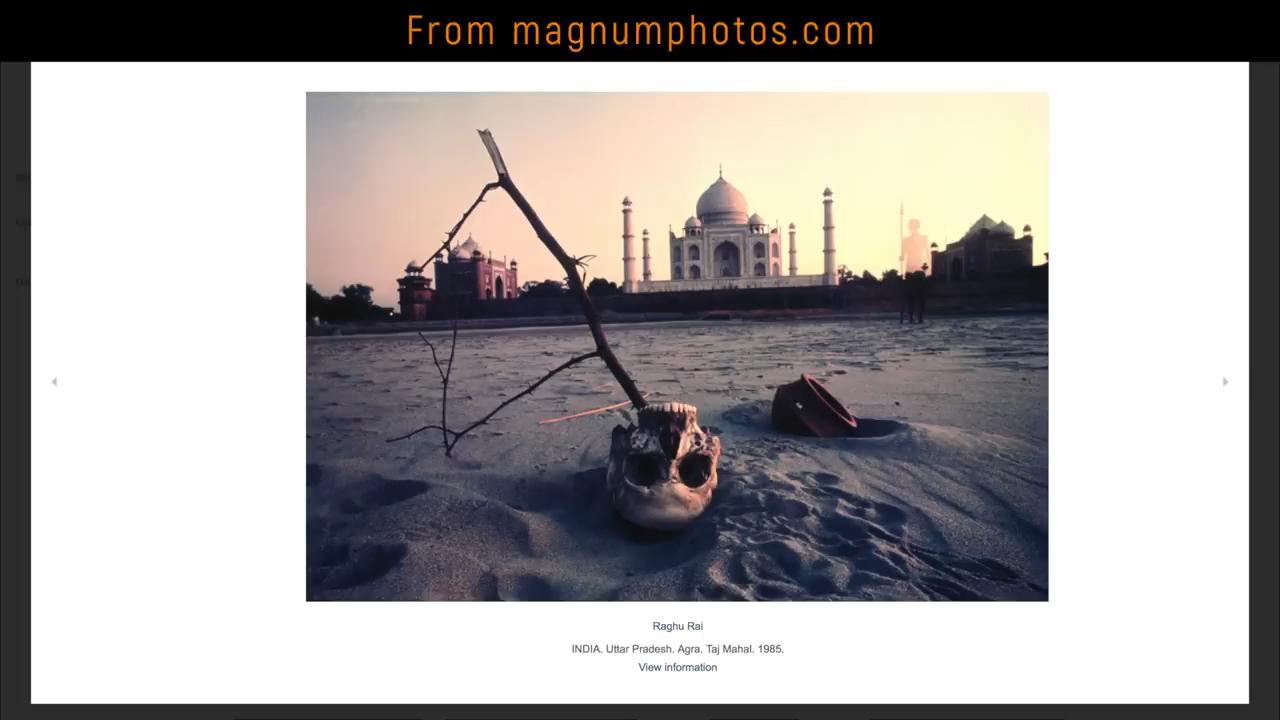 From magnumphotos.com
Raghu Rai
INDIA. Uttar Pradesh. Agra. Taj Mahal. 1985.
View information